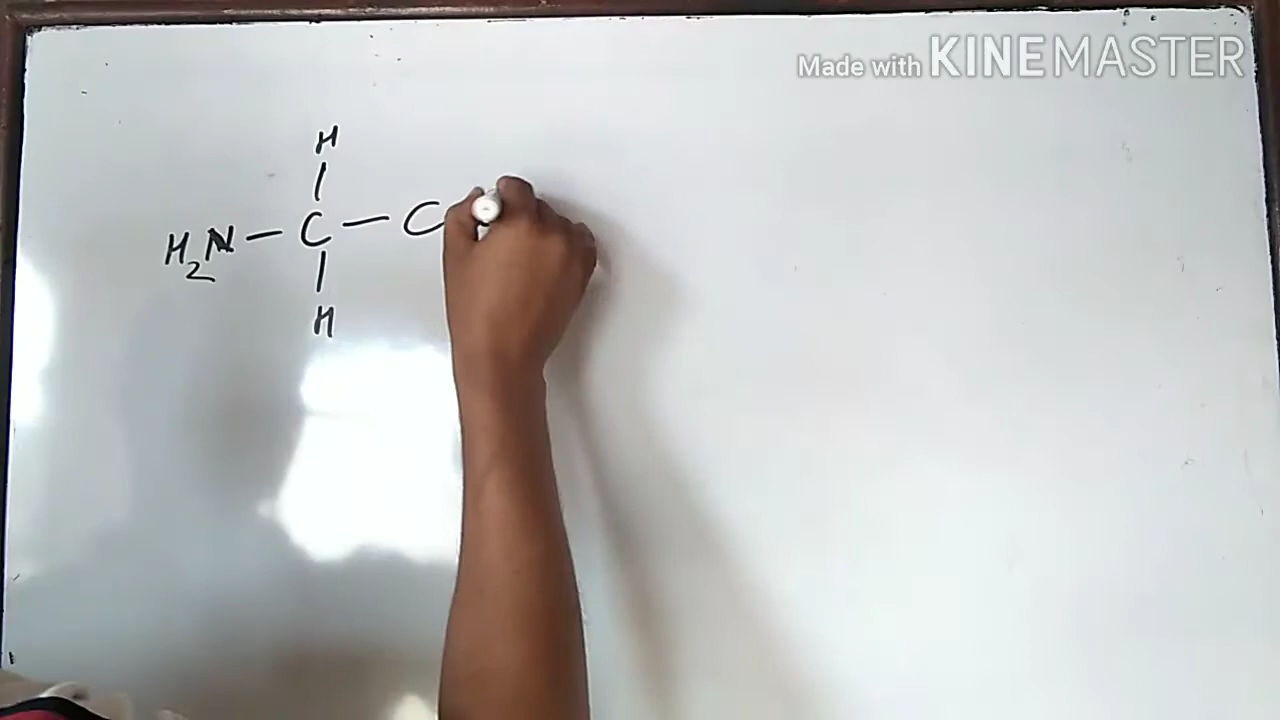 Made with KINEMASTER
H
|
H₂N — C — C
|
H